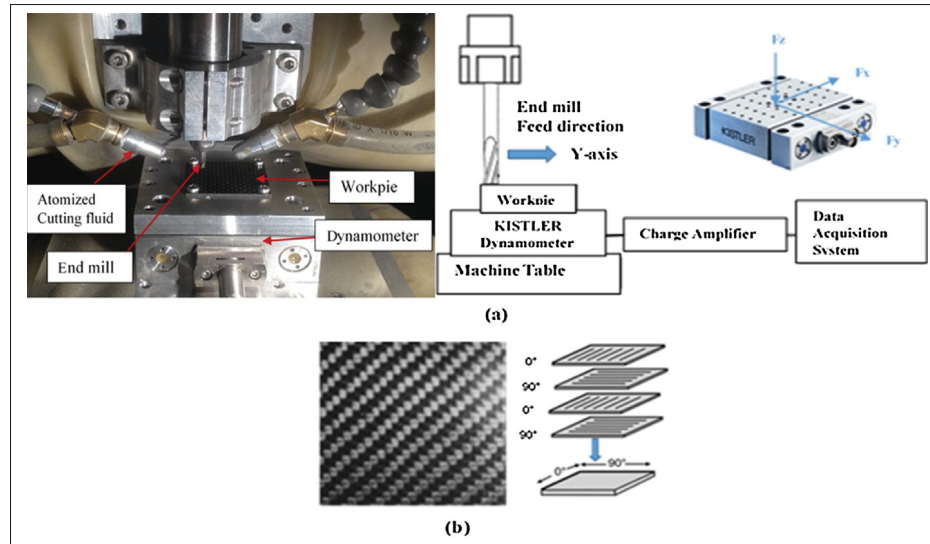 Atomized
Cutting fluid
End mill
Workpie
Dynamometer
End mill
Feed direction
Y-axis
Workpie
KISTLER
Dynamometer
Machine Table
Charge Amplifier
Data
Acquisition
System
Fz
Fx
Fy
KISTLER
(a)
0°
90°
0°
90°
0°
90°
(b)